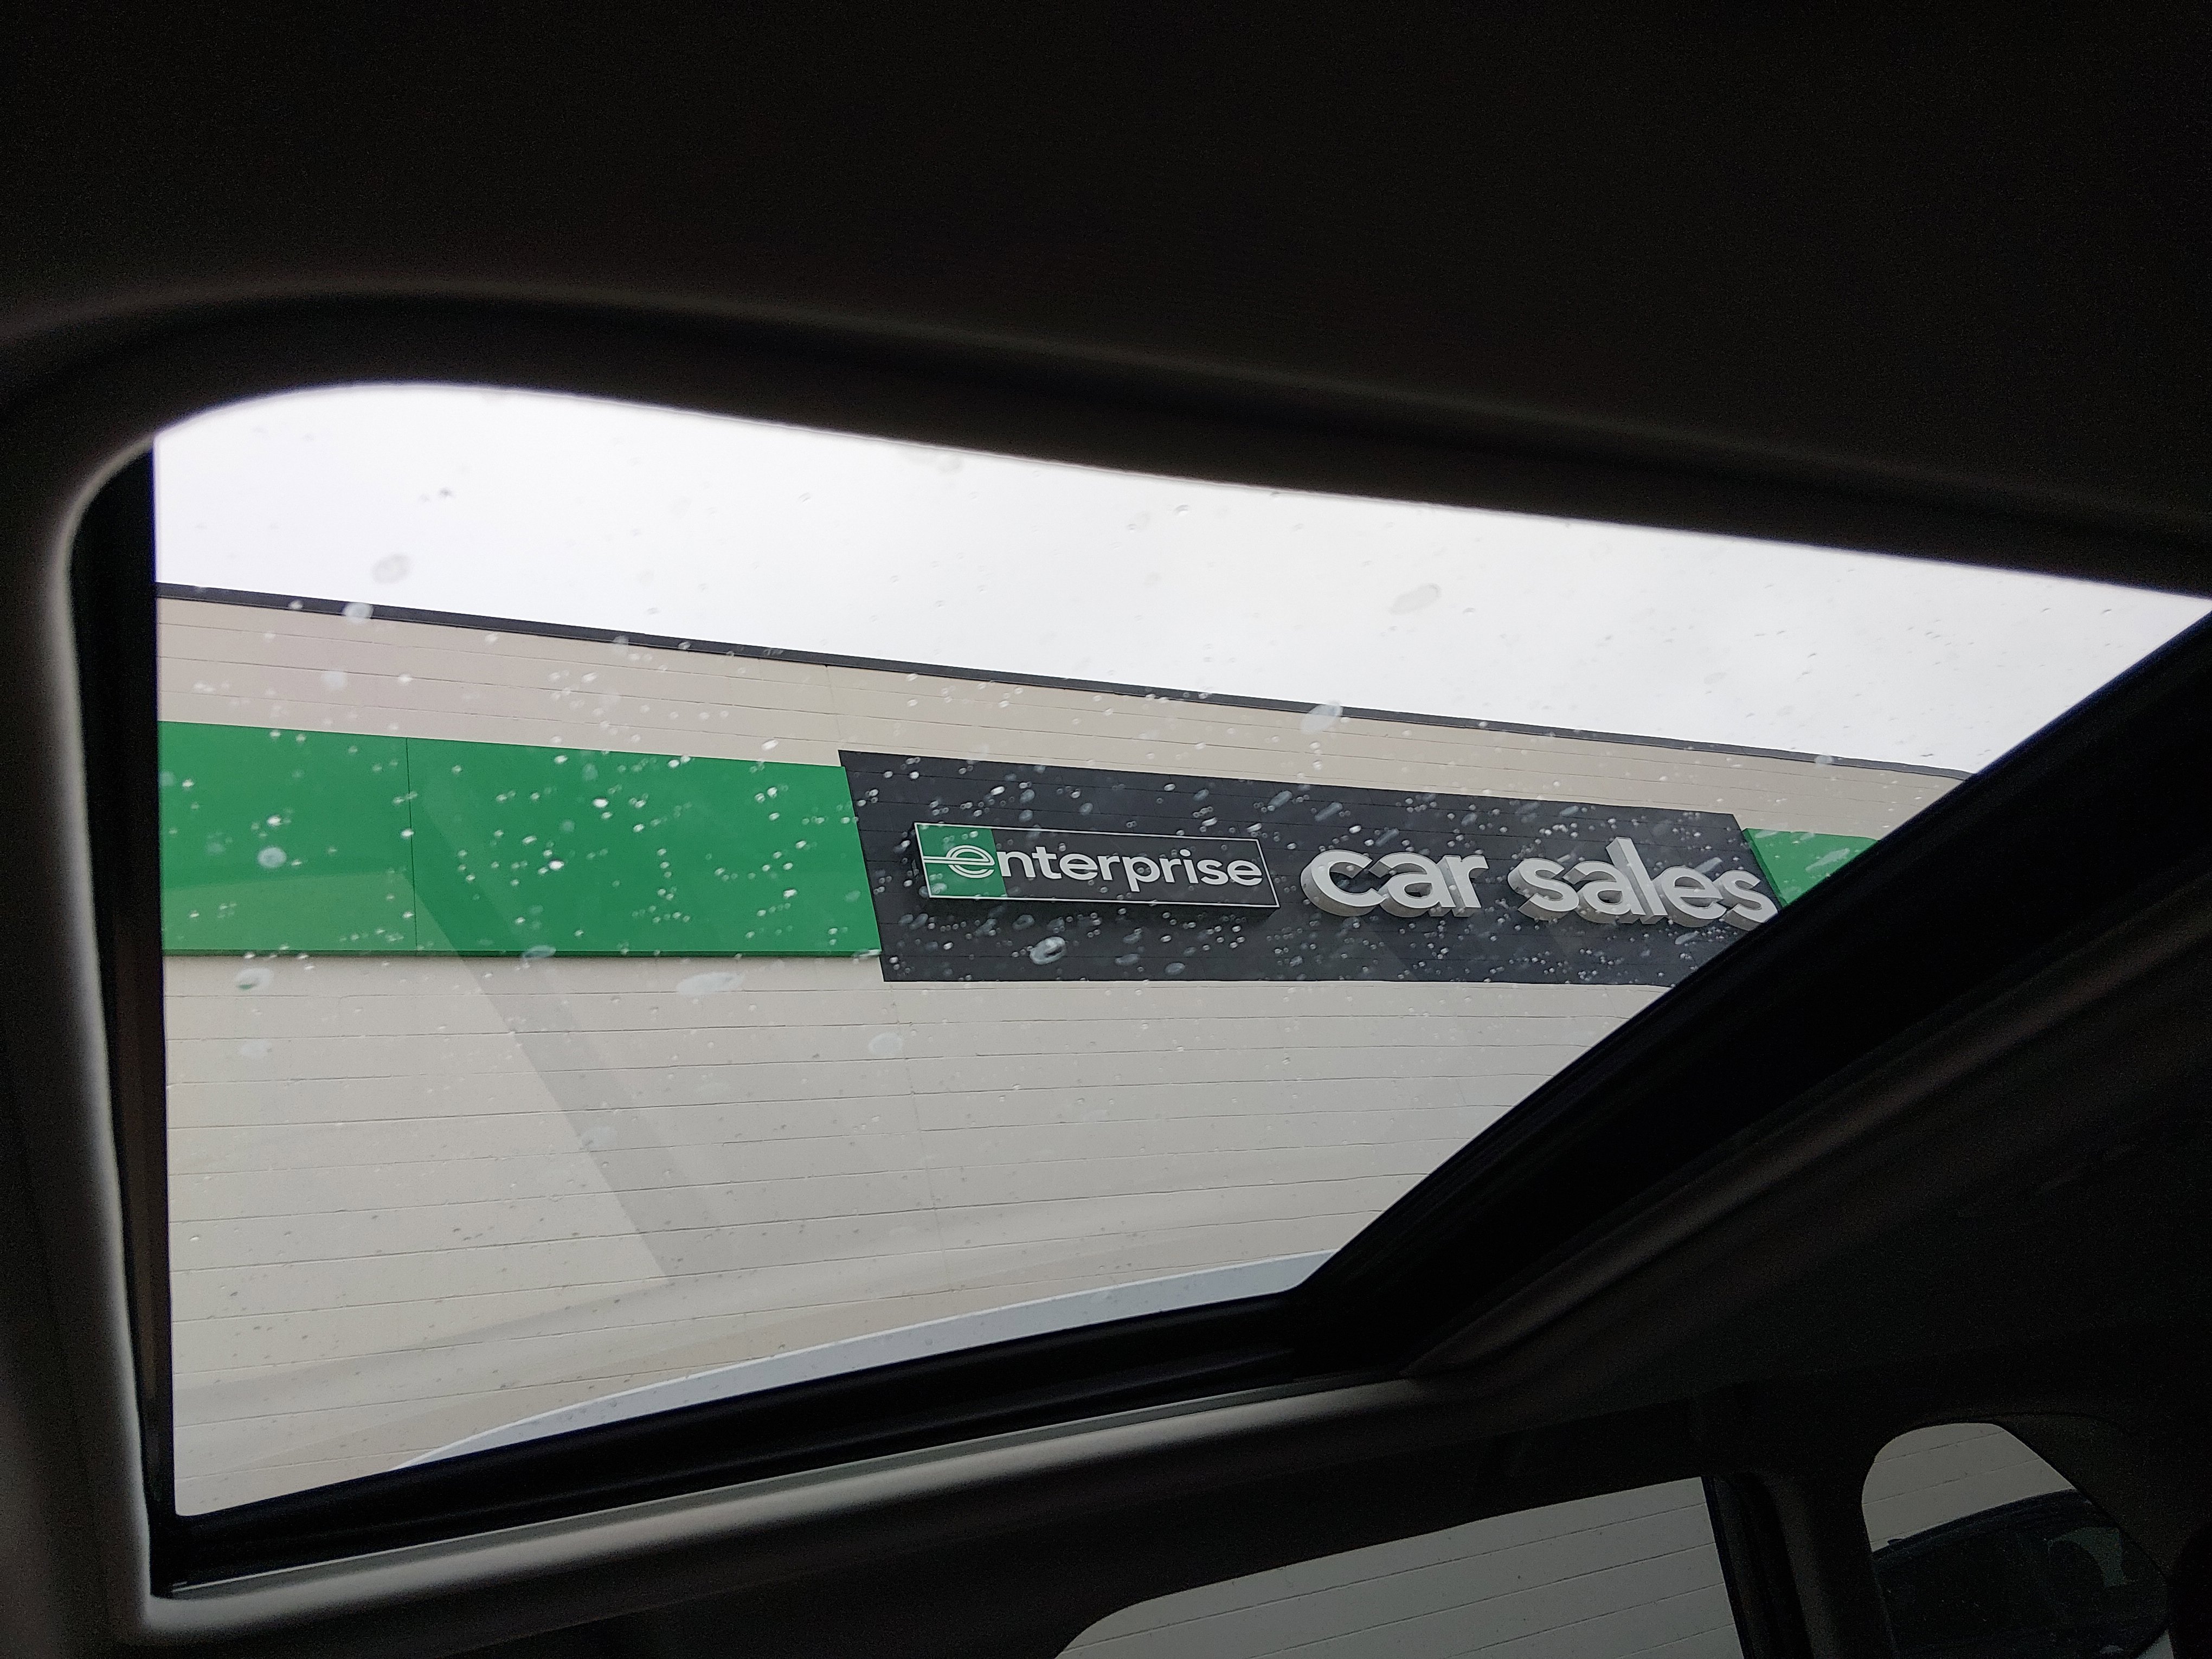 enterprise car sales